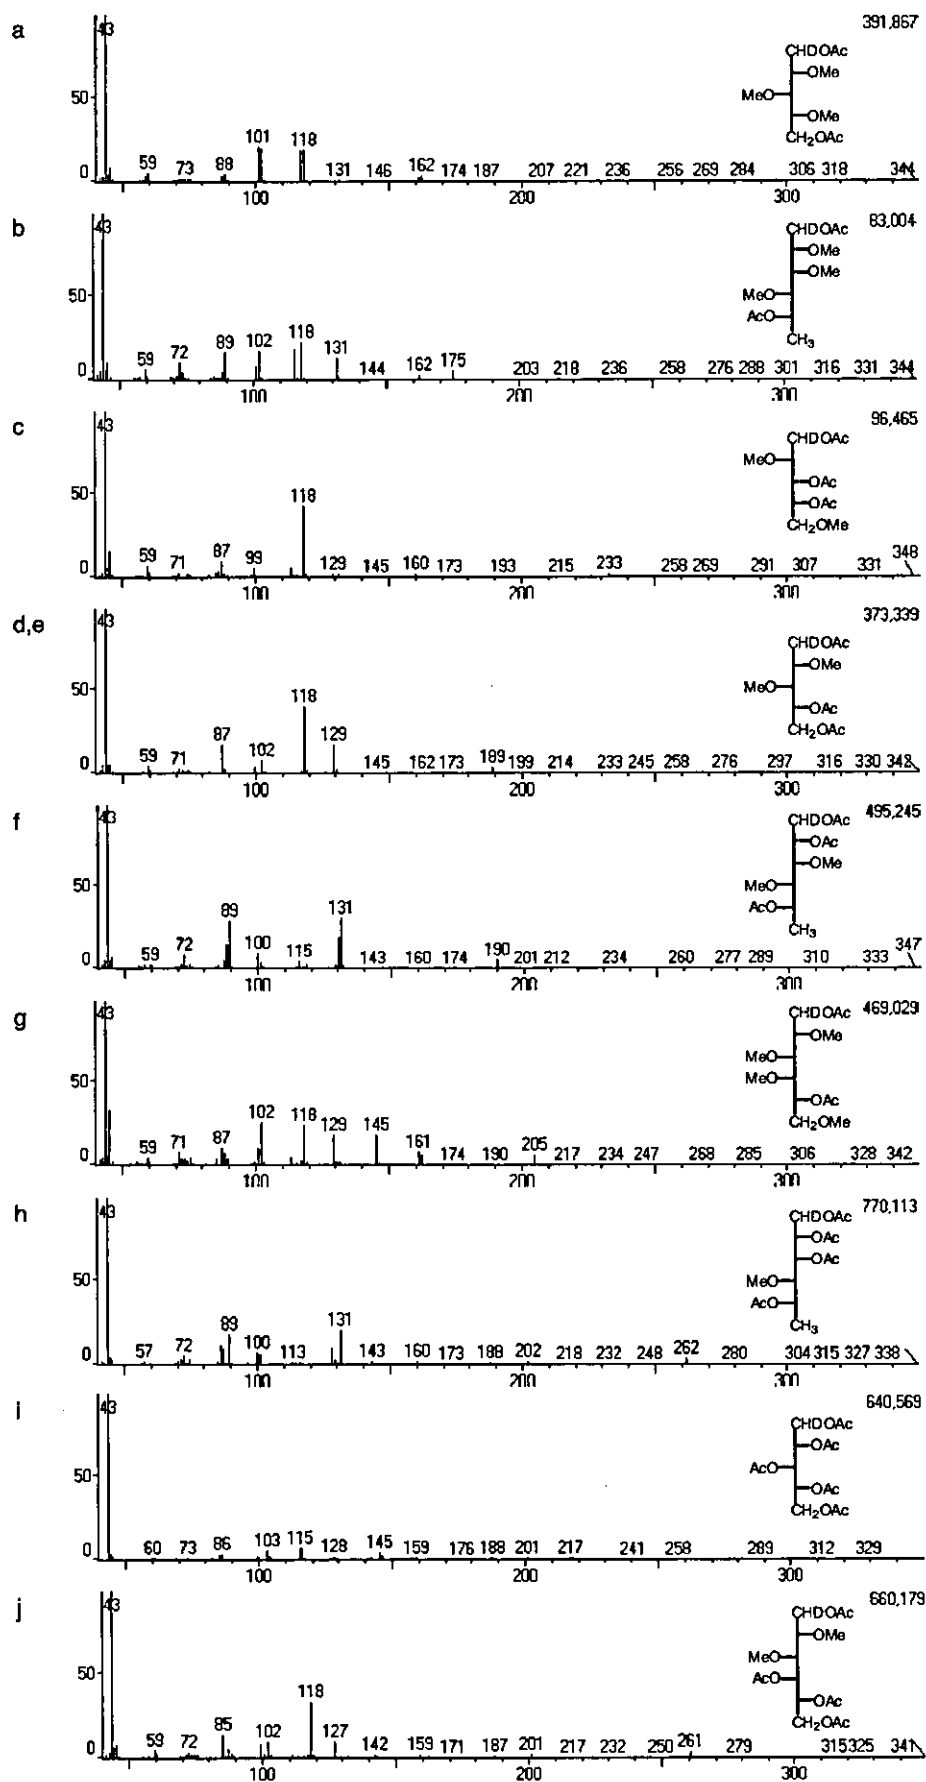 a
43
391,867
CHDOAc
OMe
MeO
OMe
CH₂OAc
50
0
59 73 88 101 118 131 146 162 174 187 207 221 236 256 269 284 306 318 344
100 200 300
b
43
83,004
CHDOAc
OMe
OMe
MeO
AcO
CH₃
50
0
59 72 89 102 118 131 144 162 175 203 218 236 258 276 288 301 316 331 344
100 200 300
c
43
96,465
CHDOAc
MeO
OAc
OAc
CH₂OMe
50
0
59 71 87 99 118 129 145 160 173 193 215 233 258 269 291 307 331 348
100 200 300
d,e
43
373,339
CHDOAc
OMe
MeO
OAc
CH₂OAc
50
0
59 71 87 102 118 129 145 162 173 189 199 214 233 245 258 276 297 316 330 342
100 200 300
f
43
495,245
CHDOAc
OAc
OMe
MeO
AcO
CH₃
50
0
59 72 89 100 115 131 143 160 174 190 201 212 234 260 277 289 310 333 347
100 200 300
g
43
469,029
CHDOAc
OMe
MeO
MeO
OAc
CH₂OMe
50
0
59 71 87 102 118 129 145 161 174 190 205 217 234 247 268 285 306 328 342
100 200 300
h
43
770,113
CHDOAc
OAc
OAc
MeO
AcO
CH₃
50
0
57 72 89 100 113 131 143 160 173 188 202 218 232 248 262 280 304 315 327 338
100 200 300
i
43
640,569
CHDOAc
OAc
AcO
OAc
CH₂OAc
50
0
60 73 86 103 115 128 145 159 176 188 201 217 241 258 289 312 329
100 200 300
j
43
660,179
CHDOAc
OMe
MeO
AcO
OAc
CH₂OAc
50
0
59 72 85 102 118 127 142 159 171 187 201 217 232 250 261 279 315 325 341
100 200 300